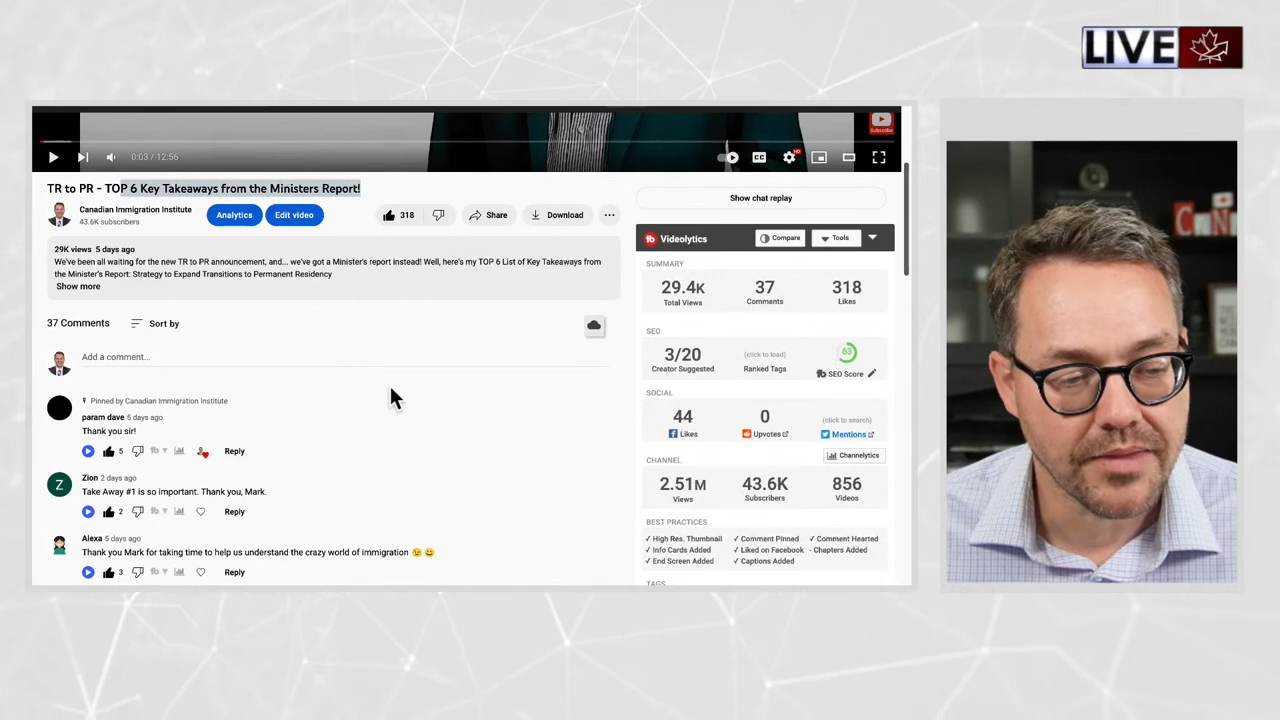 LIVE
Subscribe
0:03 / 12:56
CC
HD
TR to PR - TOP 6 Key Takeaways from the Ministers Report!
Canadian Immigration Institute
43.6K subscribers
Analytics
Edit video
318
Share
Download
29K views 5 days ago
We've been all waiting for the new TR to PR announcement, and... we've got a Minister's report instead! Well, here's my TOP 6 List of Key Takeaways from
the Minister's Report: Strategy to Expand Transitions to Permanent Residency
Show more
37 Comments
Sort by
Add a comment...
Pinned by Canadian Immigration Institute
param dave 5 days ago
Thank you sir!
5
Reply
Z
Zion 2 days ago
Take Away #1 is so important. Thank you, Mark.
2
Reply
Alexa 5 days ago
Thank you Mark for taking time to help us understand the crazy world of immigration 😉 😀
3
Reply
Show chat replay
Videolytics
Compare
Tools
SUMMARY
29.4K
37
318
Total Views
Comments
Likes
SEO
3/20
(click to load)
63
Creator Suggested
Ranked Tags
SEO Score
SOCIAL
44
0
(click to search)
Likes
Upvotes
Mentions
Channelytics
CHANNEL
2.51M
43.6K
856
Views
Subscribers
Videos
BEST PRACTICES
✓ High Res. Thumbnail
✓ Comment Pinned
✓ Comment Hearted
✓ Info Cards Added
✓ Liked on Facebook
- Chapters Added
✓ End Screen Added
✓ Captions Added
TAGS